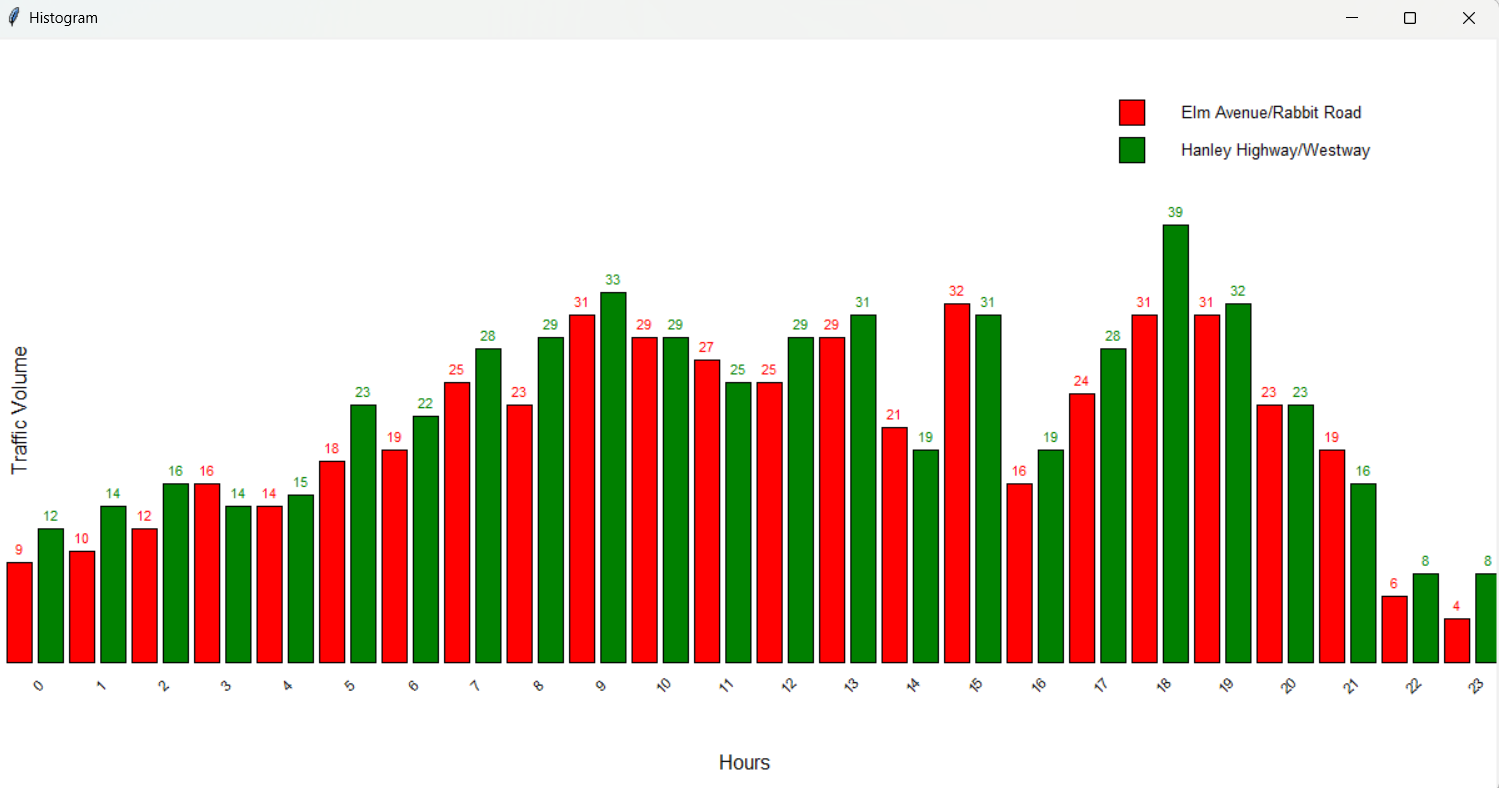 Histogram
Elm Avenue/Rabbit Road
Hanley Highway/Westway
Traffic Volume
9 12 10 14 12 16 16 14 14 15 18 23 19 22 25 28 23 29 31 33 29 29 27 25 25 29 29 31 21 19 32 31 16 19 24 28 31 39 31 32 23 23 19 16 6 8 4 8
0 1 2 3 4 5 6 7 8 9 10 11 12 13 14 15 16 17 18 19 20 21 22 23
Hours